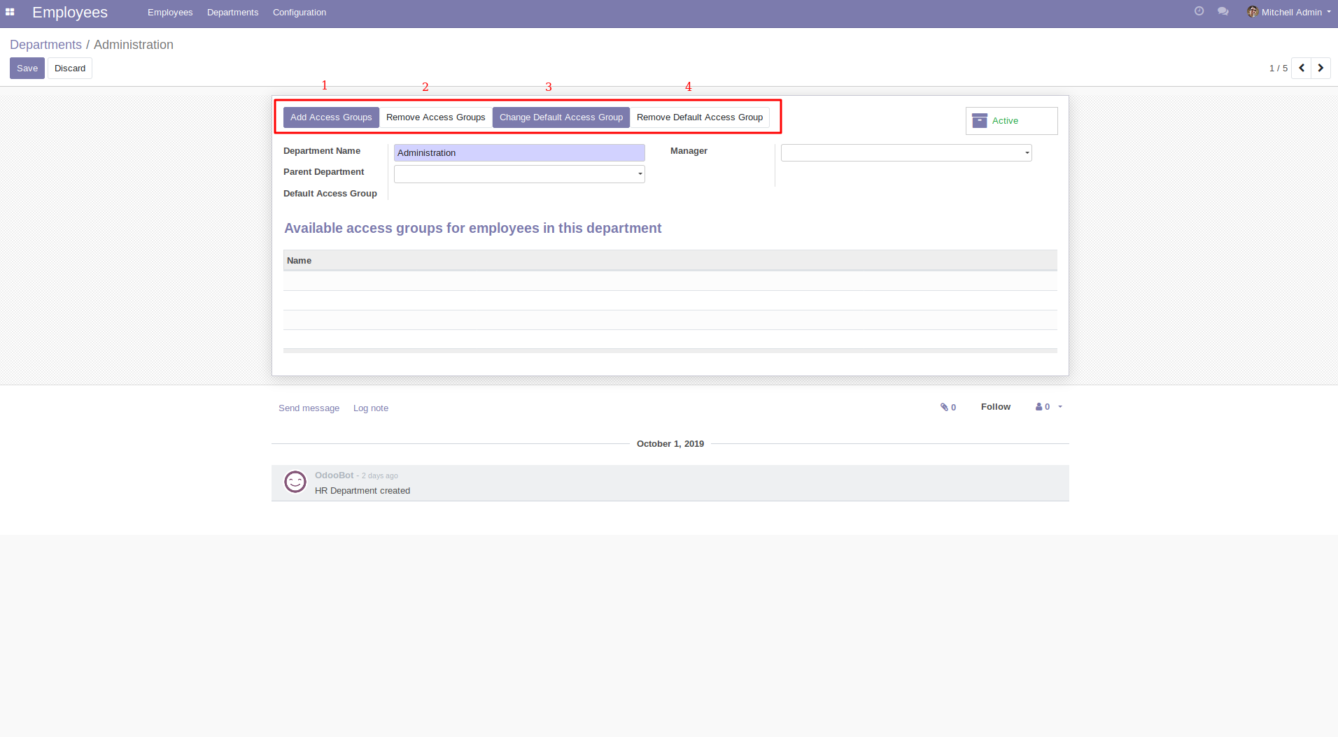 Employees Employees Departments Configuration Mitchell Admin
Departments / Administration
Save Discard 1 / 5
1 2 3 4
Add Access Groups Remove Access Groups Change Default Access Group Remove Default Access Group Active
Department Name Administration Manager
Parent Department
Default Access Group
Available access groups for employees in this department
Name
Send message Log note 0 Follow 0
October 1, 2019
OdooBot - 2 days ago
HR Department created